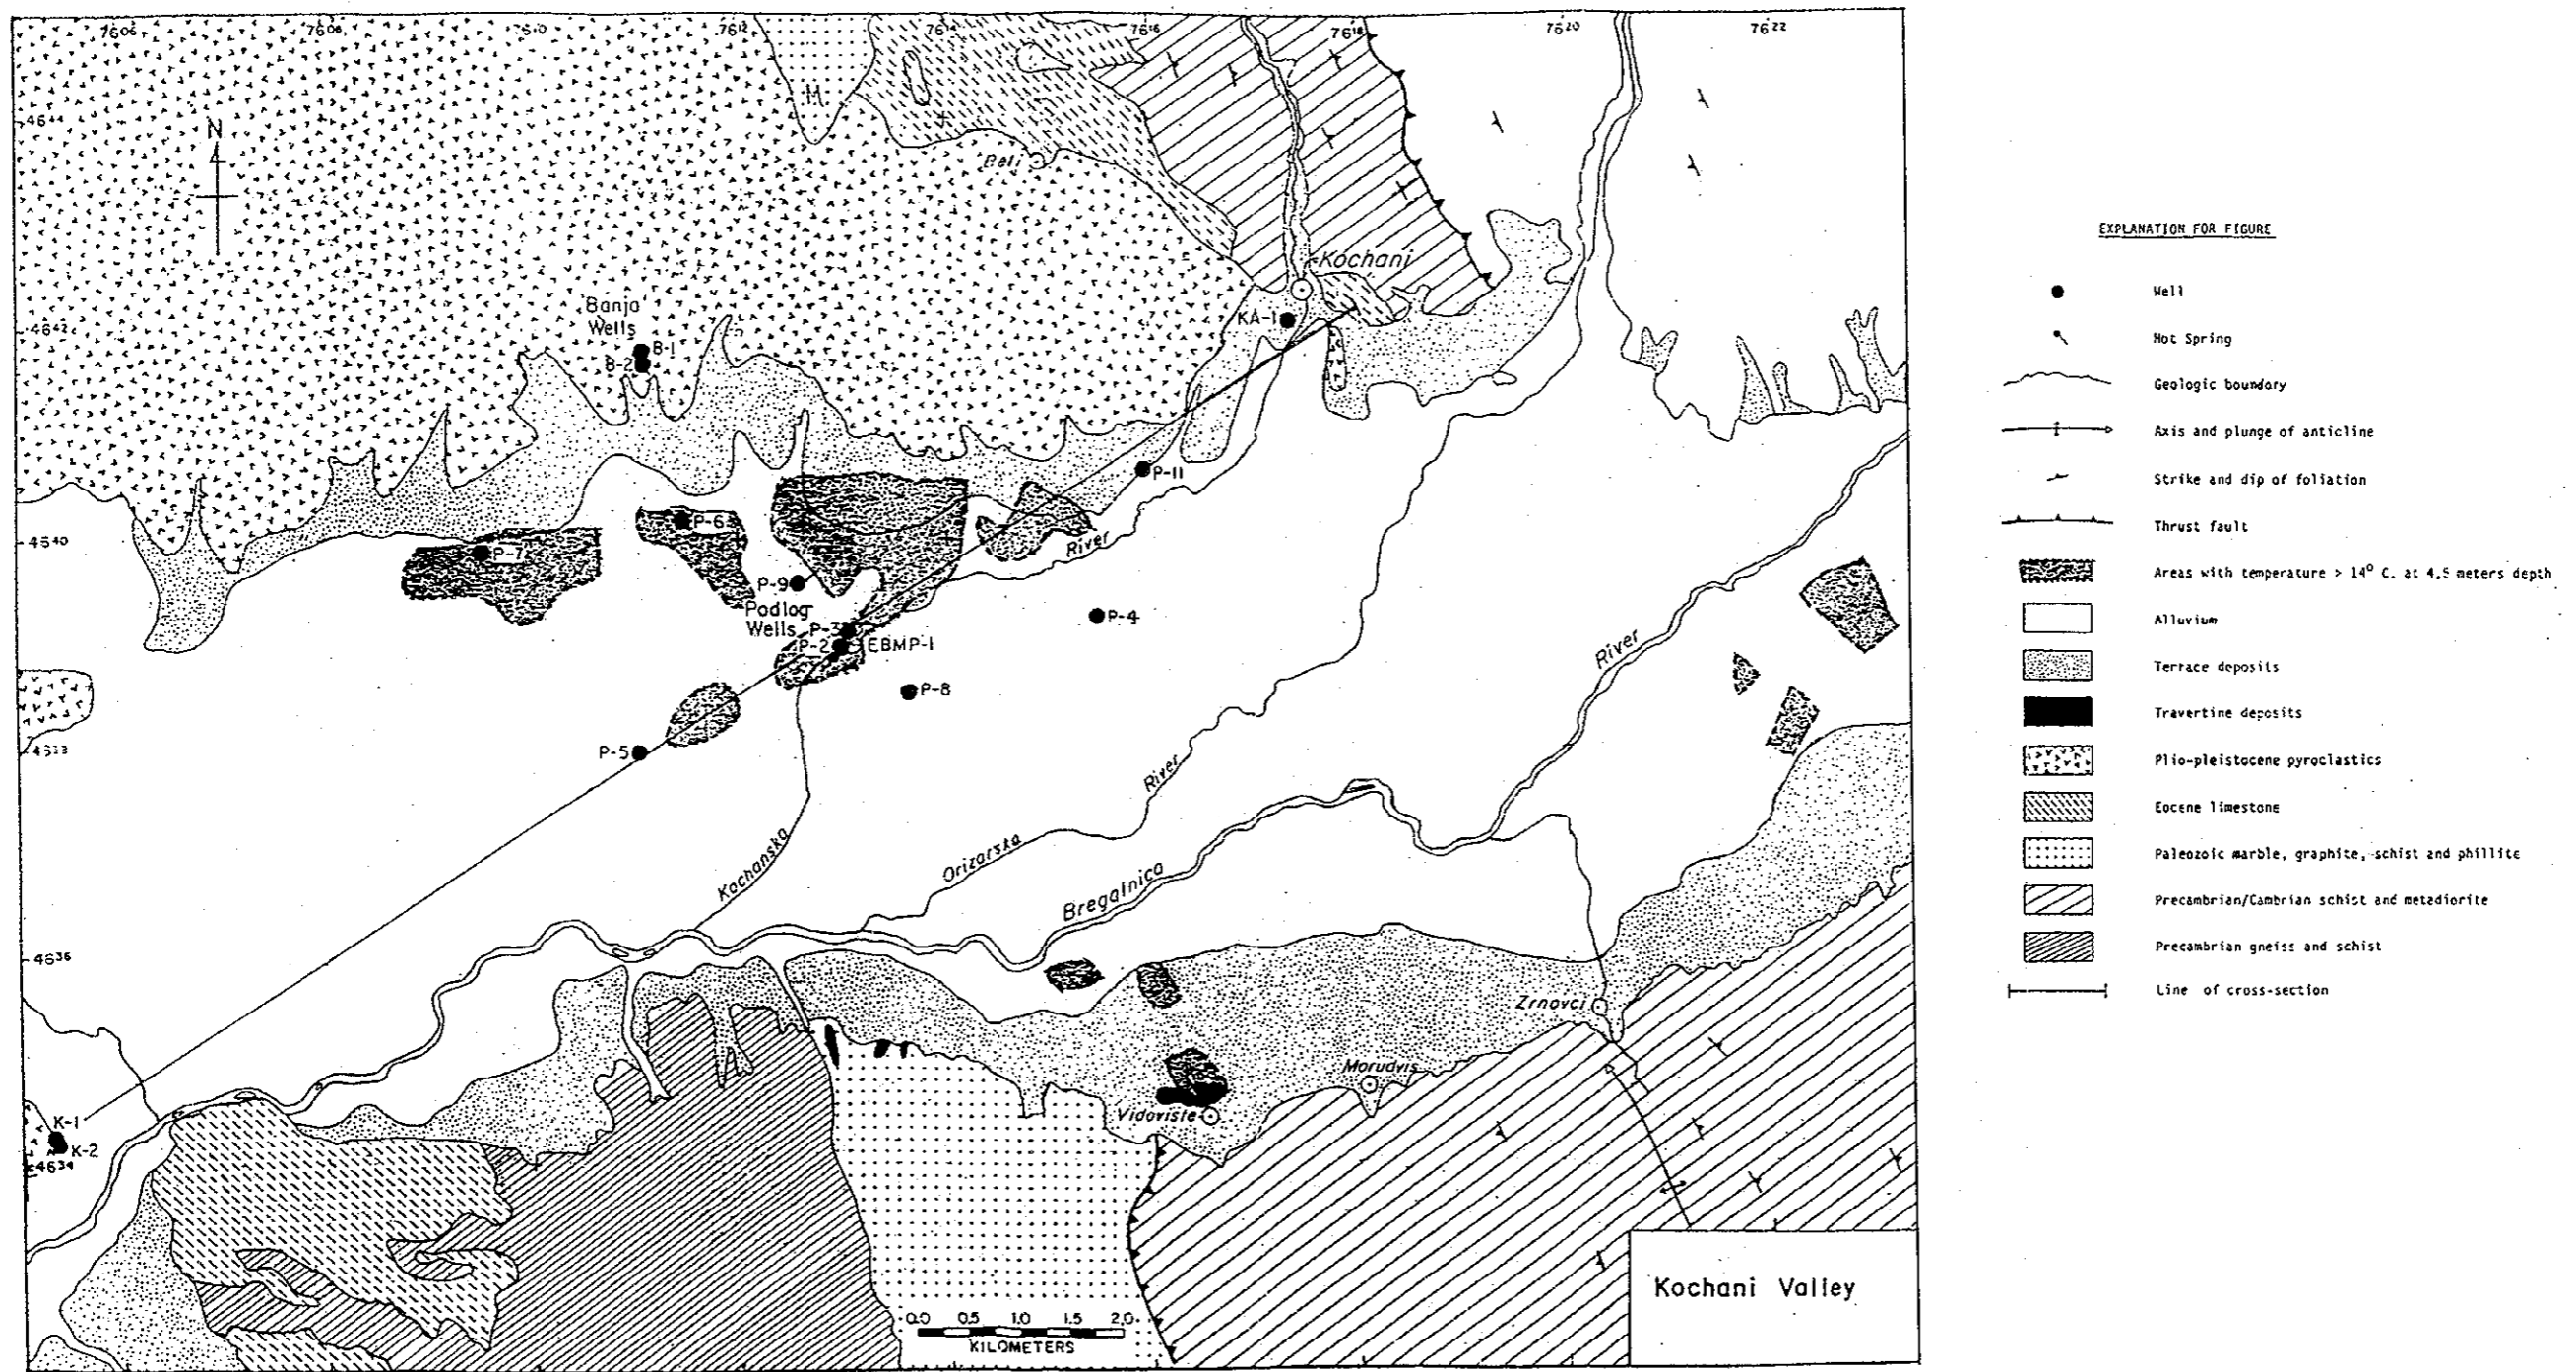 7606 7608 7612 7614 7616 7618 7620 7622
N
M
4644
Beli
Kochani
Banja
Wells
4642
KA-1
B-1
B-2
P-11
P-6
4640
P-7
River
P-9
Podlog
Wells
P-3
P-4
P-2
EBMP-1
River
P-8
P-5
River
Kochanska
Orizarska
Bregalnica
4636
Zrnovci
Morudvis
Vidoviste
K-1
K-2
4634
0.0 0.5 1.0 1.5 2.0
KILOMETERS
Kochani Valley
EXPLANATION FOR FIGURE
Well
Hot Spring
Geologic boundary
Axis and plunge of anticline
Strike and dip of foliation
Thrust fault
Areas with temperature > 14° C. at 4.5 meters depth
Alluvium
Terrace deposits
Travertine deposits
Plio-pleistocene pyroclastics
Eocene limestone
Paleozoic marble, graphite, schist and phillite
Precambrian/Cambrian schist and metadiorite
Precambrian gneiss and schist
Line of cross-section